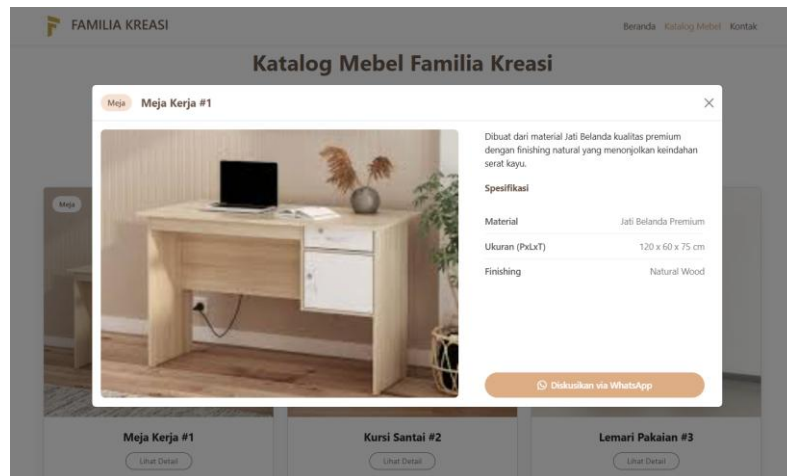 FAMILIA KREASI
Beranda Katalog Mebel Kontak
Katalog Mebel Familia Kreasi
Meja Meja Kerja #1
Dibuat dari material Jati Belanda kualitas premium
dengan finishing natural yang menonjolkan keindahan
serat kayu.
Spesifikasi
Material Jati Belanda Premium
Ukuran (PxLxT) 120 x 60 x 75 cm
Finishing Natural Wood
Diskusikan via WhatsApp
Meja
Meja Kerja #1
Kursi Santai #2
Lemari Pakaian #3
Lihat Detail
Lihat Detail
Lihat Detail